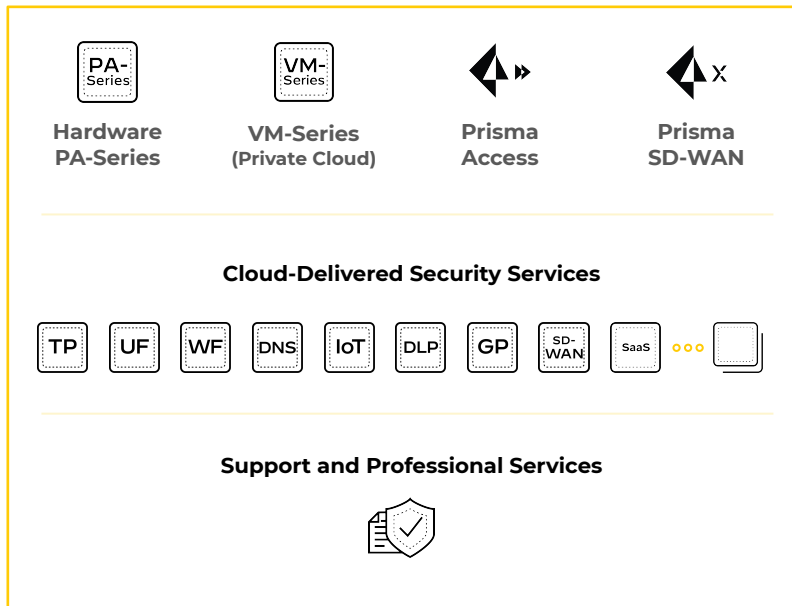 PA-
Series
VM-
Series
Hardware
PA-Series
VM-Series
(Private Cloud)
Prisma
Access
Prisma
SD-WAN
Cloud-Delivered Security Services
TP
UF
WF
DNS
IoT
DLP
GP
SD-
WAN
SaaS
Support and Professional Services